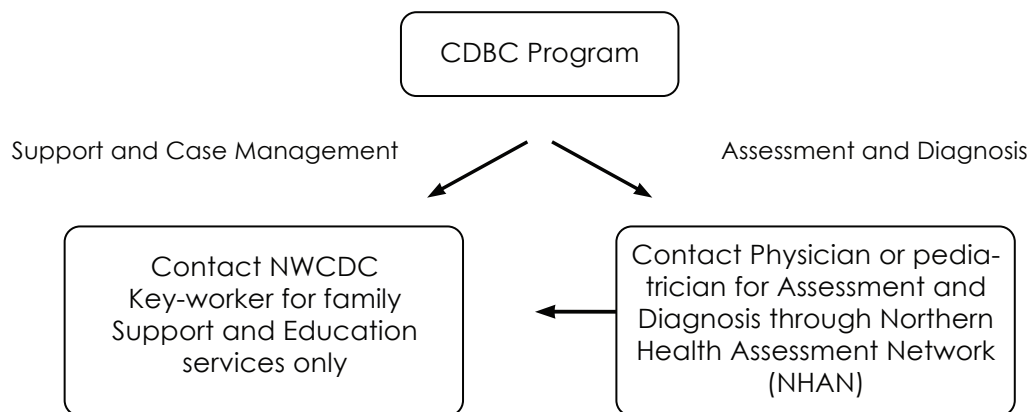 CDBC Program
Support and Case Management
Assessment and Diagnosis
Contact NWCDC
Key-worker for family
Support and Education
services only
Contact Physician or pedia-
trician for Assessment and
Diagnosis through Northern
Health Assessment Network
(NHAN)